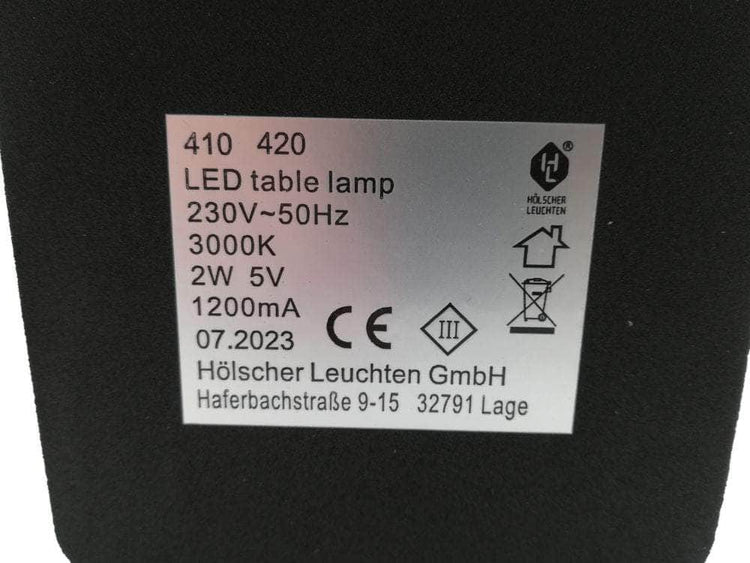 410 420
LED table lamp
230V~50Hz
3000K
2W 5V
1200mA
07.2023
CE
III
Hölscher Leuchten GmbH
Haferbachstraße 9-15 32791 Lage
HL®
HÖLSCHER
LEUCHTEN